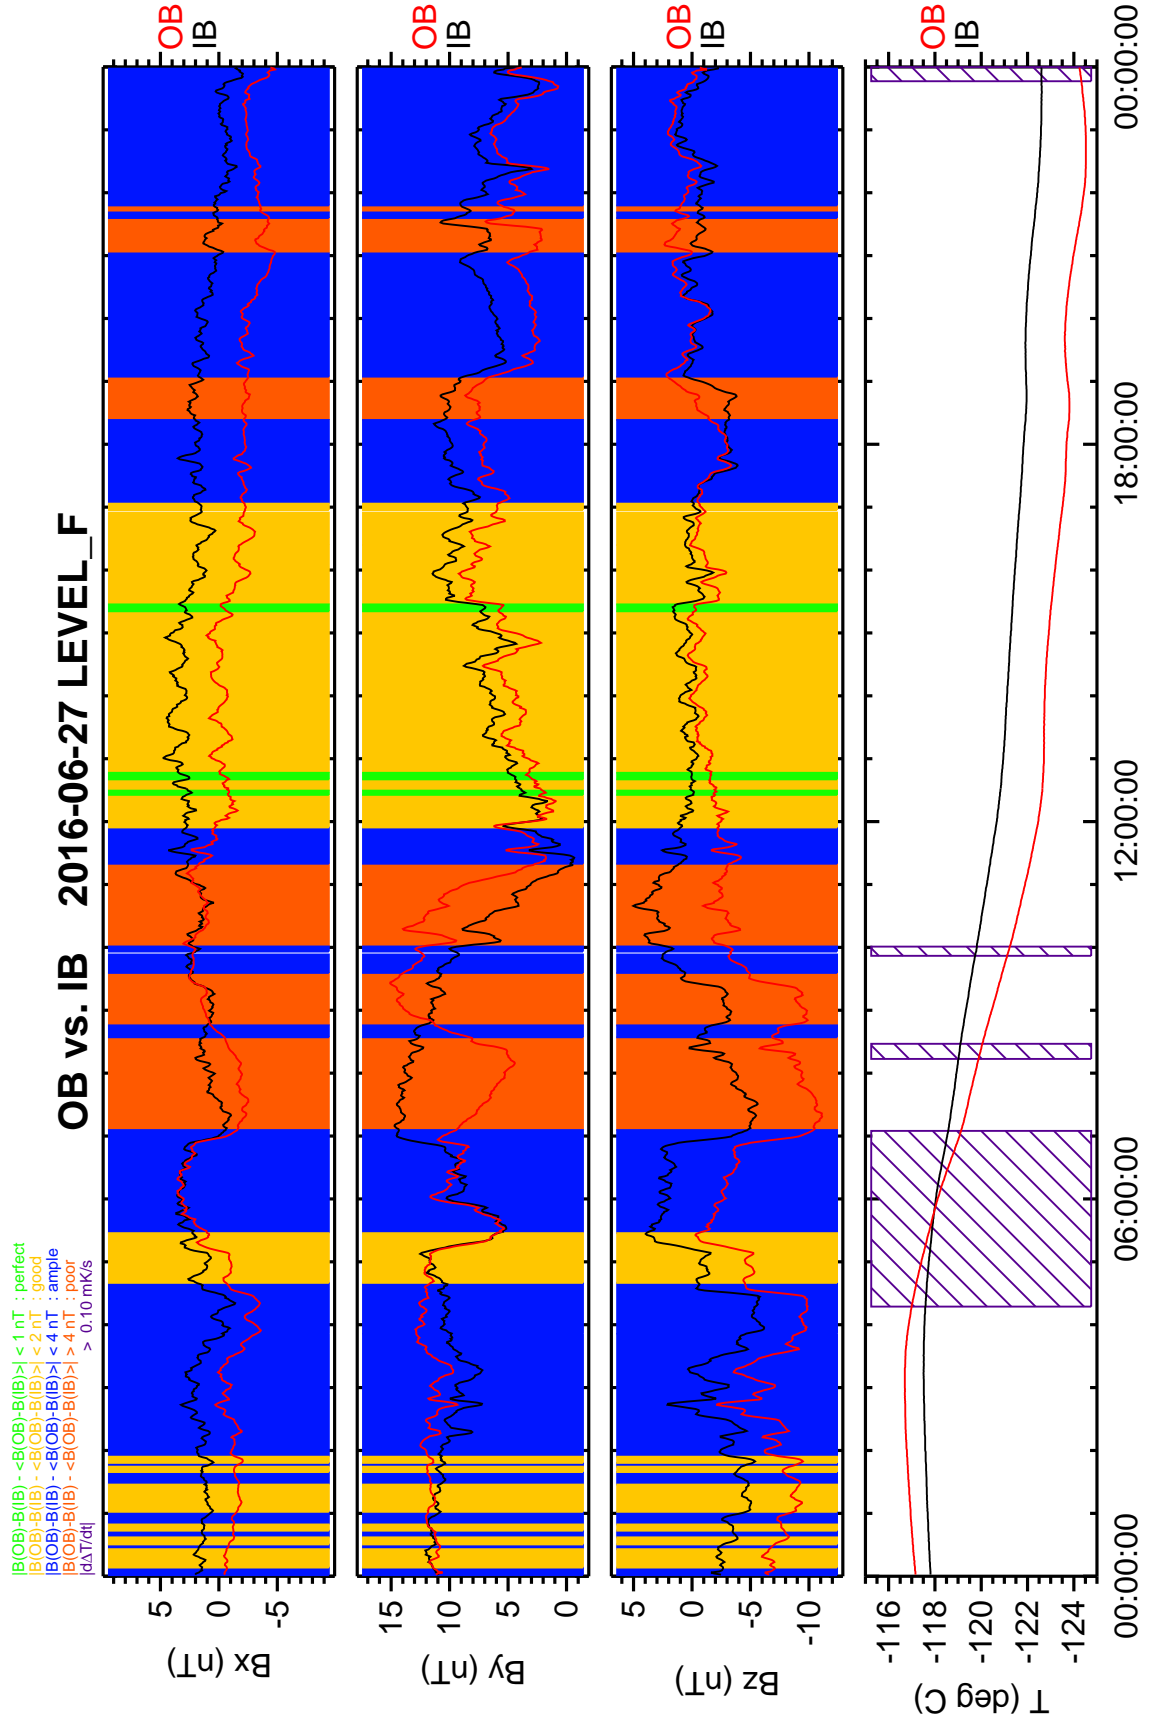 OB vs. IB 2016-06-27 LEVEL_F
|B(OB)-B(IB) - <B(OB)-B(IB)>| < 1 nT : perfect
|B(OB)-B(IB) - <B(OB)-B(IB)>| < 2 nT : good
|B(OB)-B(IB) - <B(OB)-B(IB)>| < 4 nT : ample
|B(OB)-B(IB) - <B(OB)-B(IB)>| > 4 nT : poor
|dΔT/dt| > 0.10 mK/s
Bx (nT)
5
0
-5
OB
IB
By (nT)
15
10
5
0
OB
IB
Bz (nT)
5
0
-5
-10
OB
IB
T (deg C)
-116
-118
-120
-122
-124
OB
IB
00:00:00 06:00:00 12:00:00 18:00:00 00:00:00